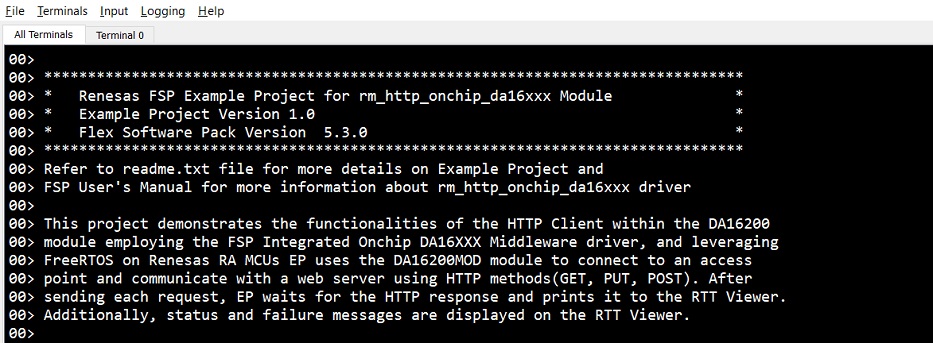 File Terminals Input Logging Help
All Terminals Terminal 0
00>
00> ********************************************************************************
00> *   Renesas FSP Example Project for rm_http_onchip_da16xxx Module              *
00> *   Example Project Version 1.0                                                *
00> *   Flex Software Pack Version  5.3.0                                          *
00> ********************************************************************************
00> Refer to readme.txt file for more details on Example Project and
00> FSP User's Manual for more information about rm_http_onchip_da16xxx driver
00>
00> This project demonstrates the functionalities of the HTTP Client within the DA16200
00> module employing the FSP Integrated Onchip DA16XXX Middleware driver, and leveraging
00> FreeRTOS on Renesas RA MCUs EP uses the DA16200MOD module to connect to an access
00> point and communicate with a web server using HTTP methods(GET, PUT, POST). After
00> sending each request, EP waits for the HTTP response and prints it to the RTT Viewer.
00> Additionally, status and failure messages are displayed on the RTT Viewer.
00>